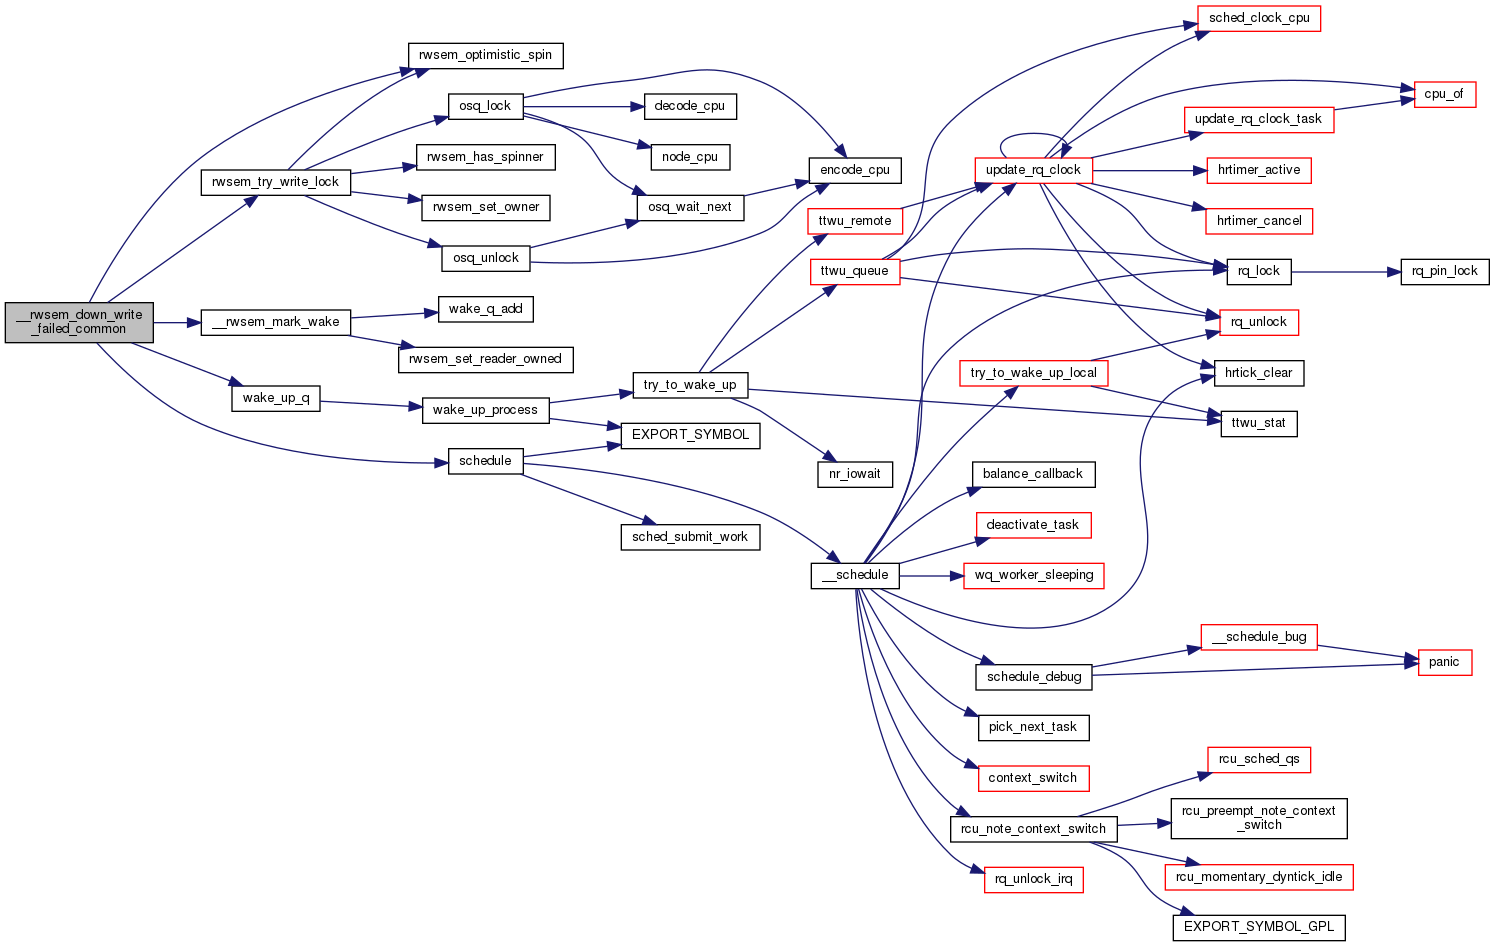 __rwsem_down_write
_failed_common
rwsem_optimistic_spin
rwsem_try_write_lock
osq_lock
rwsem_has_spinner
rwsem_set_owner
osq_unlock
decode_cpu
node_cpu
osq_wait_next
encode_cpu
__rwsem_mark_wake
wake_q_add
rwsem_set_reader_owned
wake_up_q
wake_up_process
schedule
try_to_wake_up
EXPORT_SYMBOL
sched_submit_work
ttwu_remote
ttwu_queue
nr_iowait
__schedule
update_rq_clock
try_to_wake_up_local
balance_callback
deactivate_task
wq_worker_sleeping
schedule_debug
pick_next_task
context_switch
rcu_note_context_switch
rq_unlock_irq
sched_clock_cpu
update_rq_clock_task
cpu_of
hrtimer_active
hrtimer_cancel
rq_lock
rq_pin_lock
rq_unlock
hrtick_clear
ttwu_stat
__schedule_bug
panic
rcu_sched_qs
rcu_preempt_note_context
_switch
rcu_momentary_dyntick_idle
EXPORT_SYMBOL_GPL